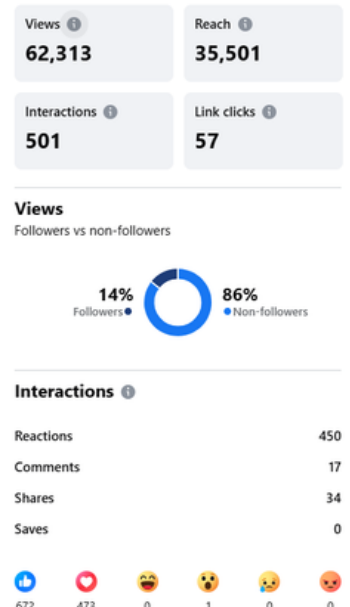 Views
Reach
62,313
35,501
Interactions
Link clicks
501
57
Views
Followers vs non-followers
14%
Followers
86%
Non-followers
Interactions
Reactions 450
Comments 17
Shares 34
Saves 0
672 473 0 1 0 0